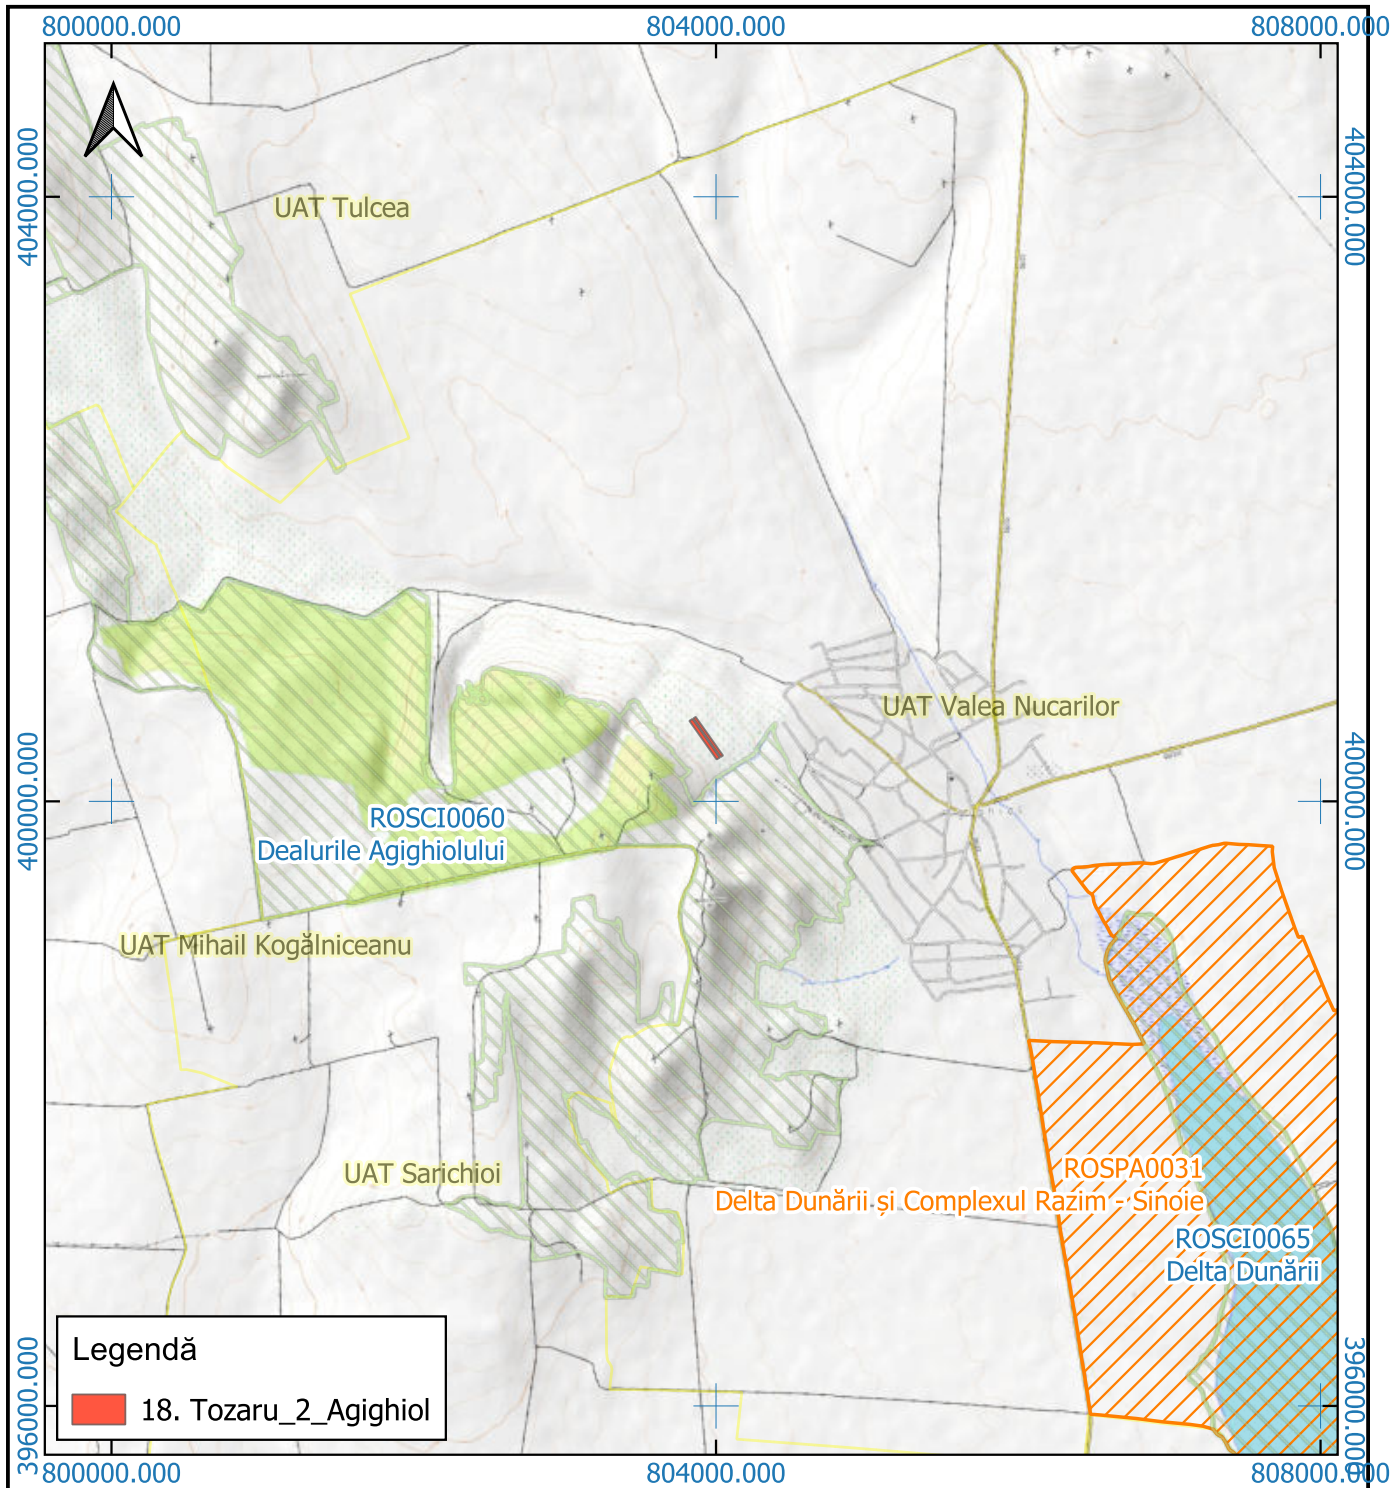 800000.000
804000.000
808000.000
404000.000
404000.000
UAT Tulcea
UAT Valea Nucarilor
400000.000
400000.000
ROSCI0060
Dealurile Agighiolului
UAT Mihail Kogălniceanu
UAT Sarichioi
ROSPA0031
Delta Dunării și Complexul Razim - Sinoie
ROSCI0065
Delta Dunării
Legendă
18. Tozaru_2_Agighiol
396000.000
396000.000
800000.000
804000.000
808000.000